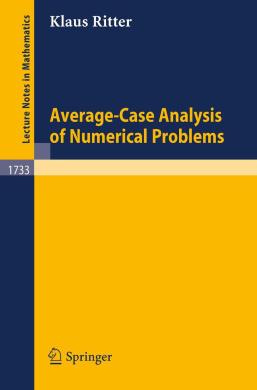 Klaus Ritter
Lecture Notes in Mathematics
Average-Case Analysis
of Numerical Problems
1733
Springer